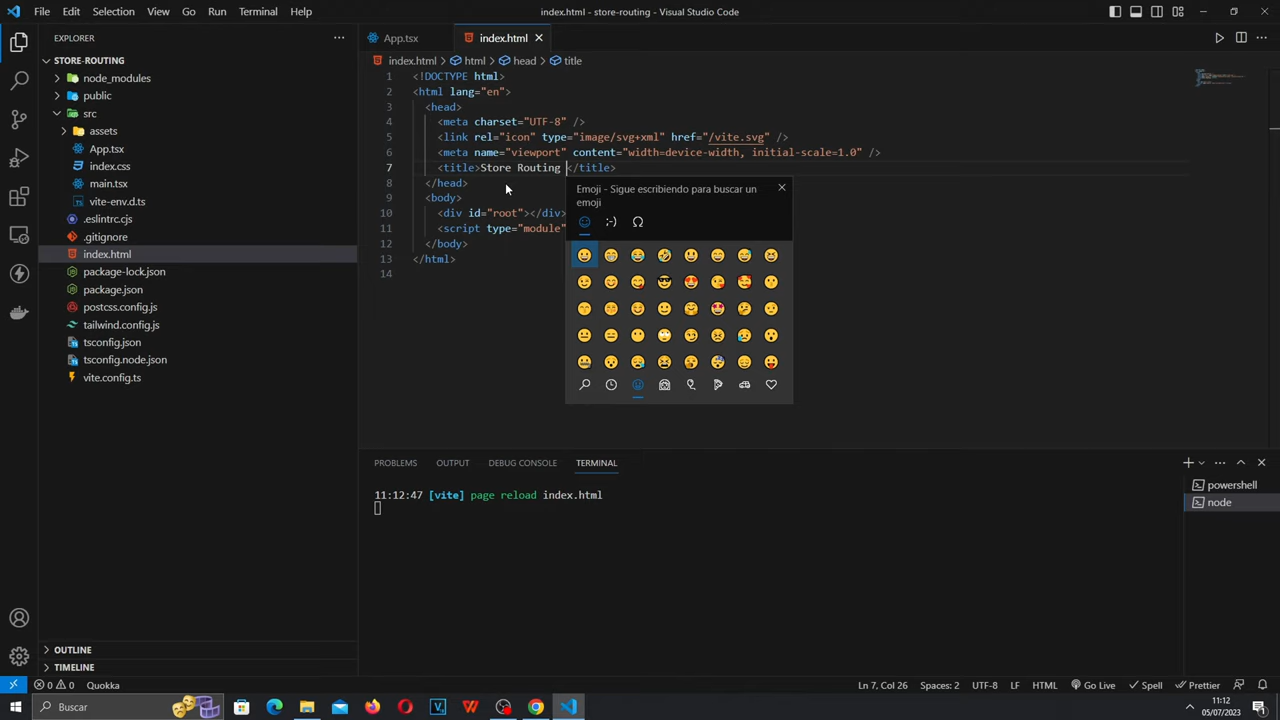 File Edit Selection View Go Run Terminal Help
index.html - store-routing - Visual Studio Code
EXPLORER
STORE-ROUTING
node_modules
public
src
assets
App.tsx
index.css
main.tsx
vite-env.d.ts
.eslintrc.cjs
.gitignore
index.html
package-lock.json
package.json
postcss.config.js
tailwind.config.js
tsconfig.json
tsconfig.node.json
vite.config.ts
OUTLINE
TIMELINE
App.tsx
index.html
index.html > html > head > title
1 <!DOCTYPE html>
2 <html lang="en">
3 <head>
4 <meta charset="UTF-8" />
5 <link rel="icon" type="image/svg+xml" href="/vite.svg" />
6 <meta name="viewport" content="width=device-width, initial-scale=1.0" />
7 <title>Store Routing </title>
8 </head>
9 <body>
10 <div id="root"></div>
11 <script type="module"
12 </body>
13 </html>
14
Emoji - Sigue escribiendo para buscar un
emoji
;-)
Ω
PROBLEMS OUTPUT DEBUG CONSOLE TERMINAL
11:12:47 [vite] page reload index.html
powershell
node
0 0 Quokka
Ln 7, Col 26 Spaces: 2 UTF-8 LF HTML Go Live Spell Prettier
Buscar
11:12
05/07/2023